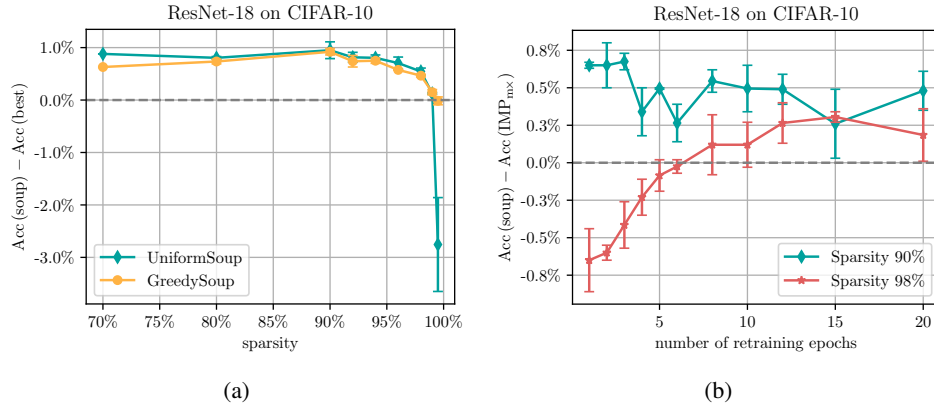 ResNet-18 on CIFAR-10
1.0%
0.0%
-1.0%
-2.0%
-3.0%
Acc (soup) − Acc (best)
UniformSoup
GreedySoup
70% 75% 80% 85% 90% 95% 100%
sparsity
(a)
ResNet-18 on CIFAR-10
0.8%
0.5%
0.3%
0.0%
-0.3%
-0.5%
-0.8%
Acc (soup) − Acc (IMPm×)
Sparsity 90%
Sparsity 98%
5 10 15 20
number of retraining epochs
(b)